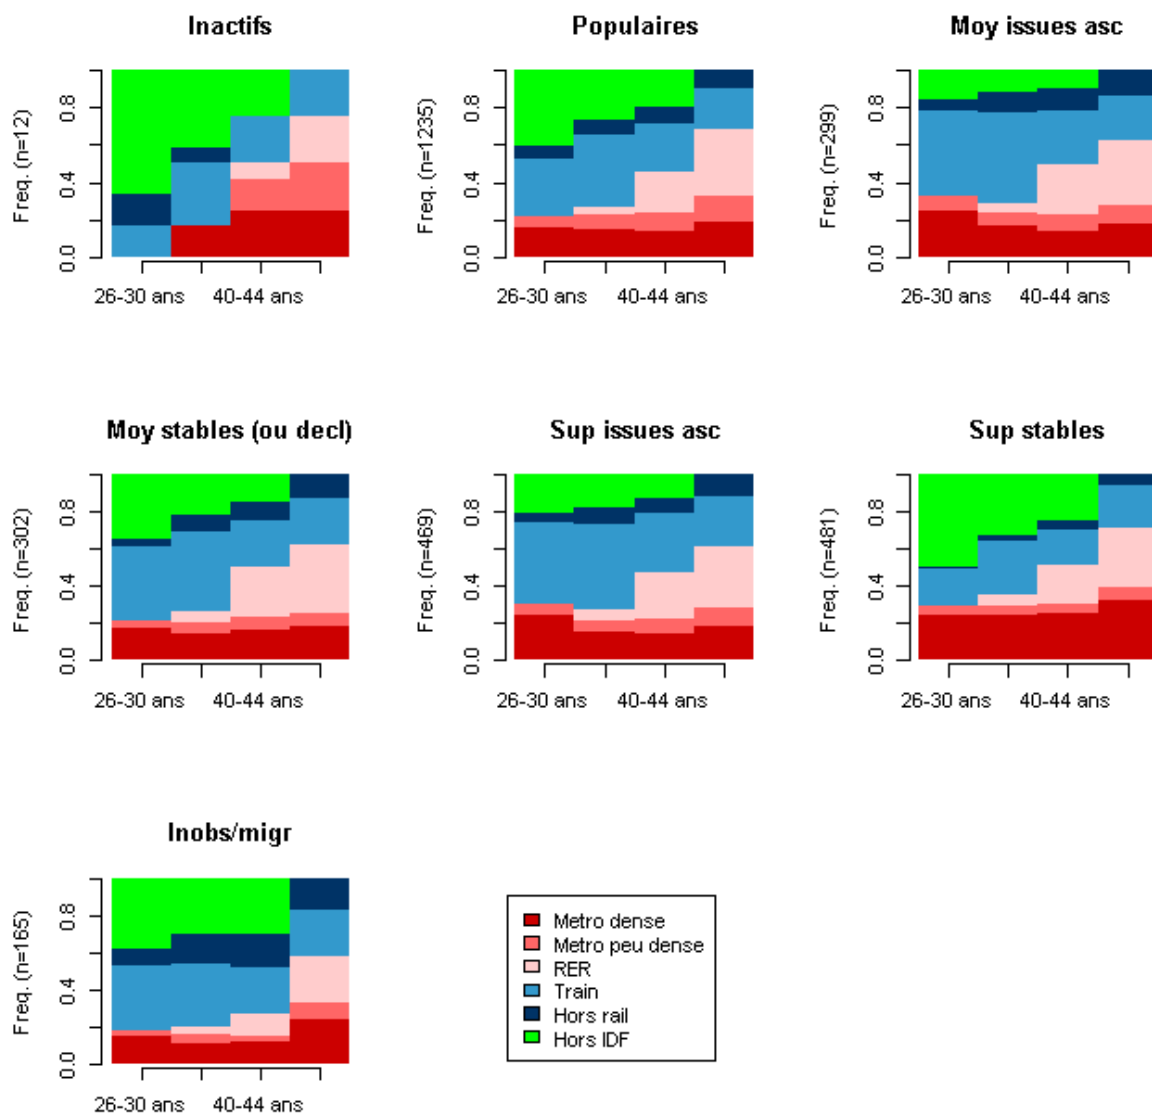 Inactifs
Populaires
Moy issues asc
Freq. (n=12)
0.0 0.4 0.8
26-30 ans 40-44 ans
Freq. (n=1235)
0.0 0.4 0.8
26-30 ans 40-44 ans
Freq. (n=299)
0.0 0.4 0.8
26-30 ans 40-44 ans
Moy stables (ou decl)
Sup issues asc
Sup stables
Freq. (n=302)
0.0 0.4 0.8
26-30 ans 40-44 ans
Freq. (n=469)
0.0 0.4 0.8
26-30 ans 40-44 ans
Freq. (n=481)
0.0 0.4 0.8
26-30 ans 40-44 ans
Inobs/migr
Freq. (n=165)
0.0 0.4 0.8
26-30 ans 40-44 ans
Metro dense
Metro peu dense
RER
Train
Hors rail
Hors IDF